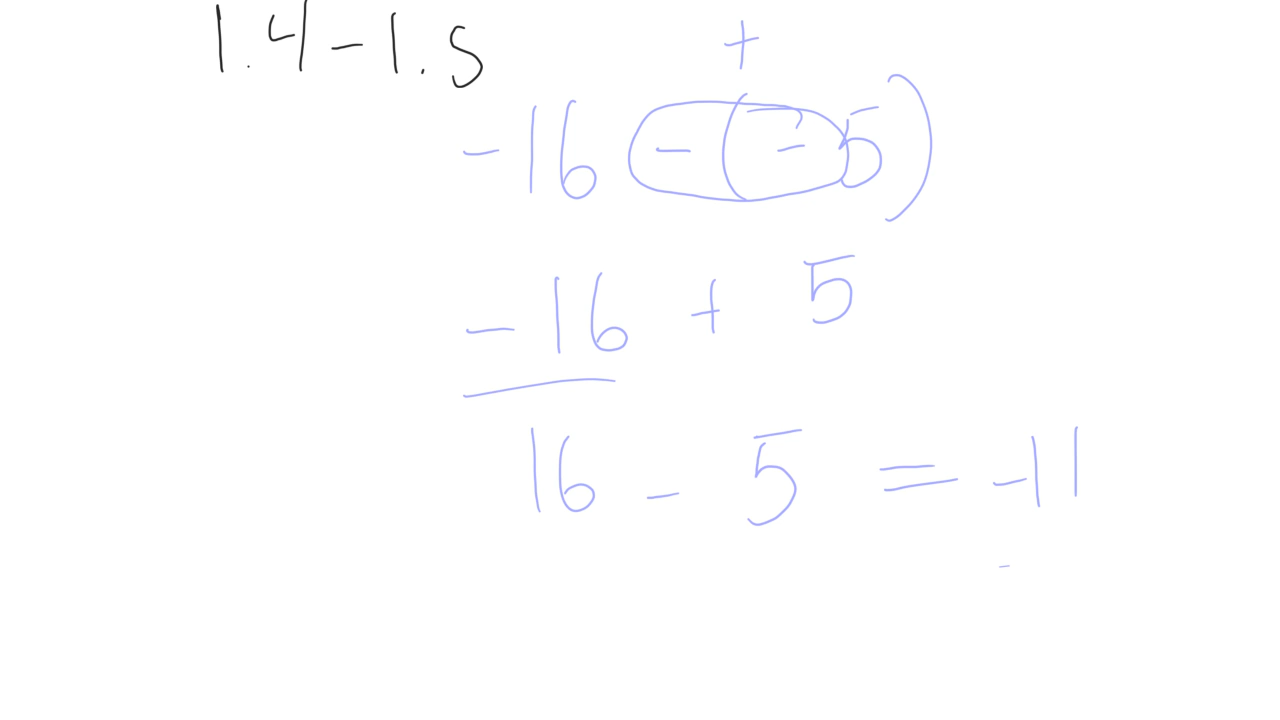 1.4-1.5
+
-16 - (-5)
-16 + 5
16 - 5 = -11